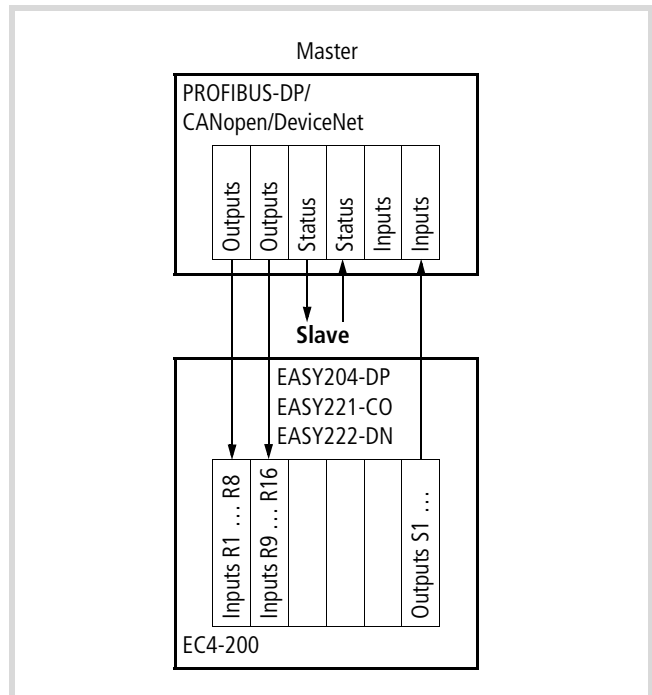 Master
PROFIBUS-DP/
CANopen/DeviceNet
Outputs
Outputs
Status
Status
Inputs
Inputs
Slave
EASY204-DP
EASY221-CO
EASY222-DN
Inputs R1 … R8
Inputs R9 … R16
Outputs S1 …
EC4-200